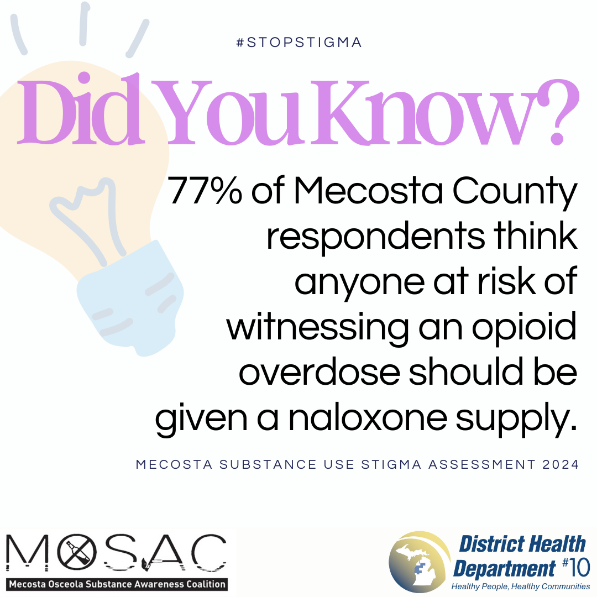 #STOPSTIGMA
Did You Know?
77% of Mecosta County
respondents think
anyone at risk of
witnessing an opioid
overdose should be
given a naloxone supply.
MECOSTA SUBSTANCE USE STIGMA ASSESSMENT 2024
MOSAC
Mecosta Osceola Substance Awareness Coalition
District Health
Department #10
Healthy People, Healthy Communities